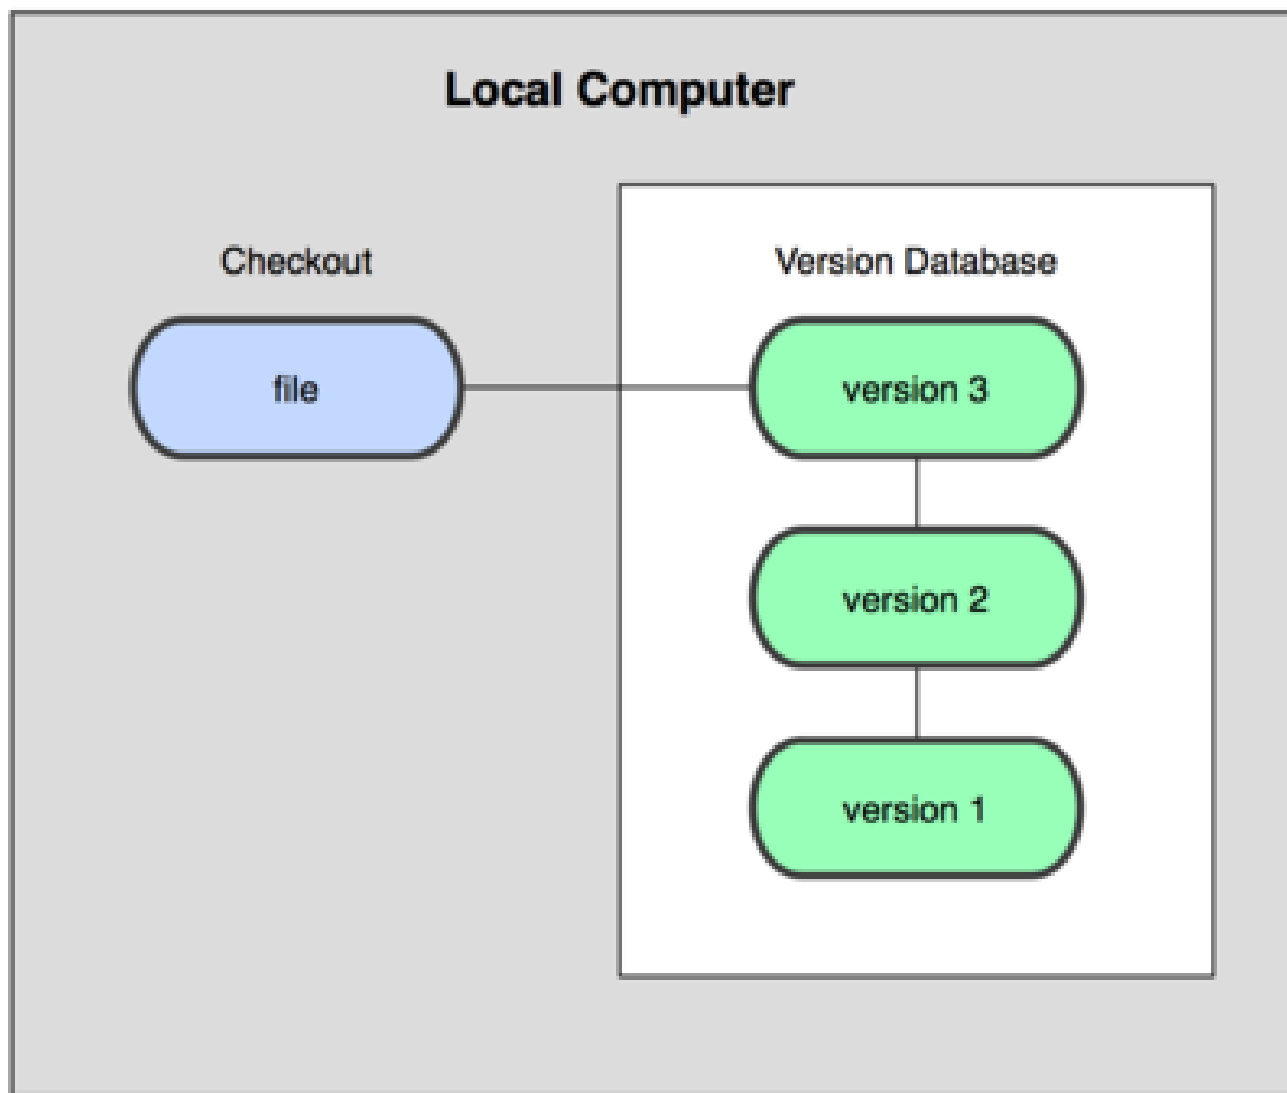 Local Computer
Checkout
Version Database
file
version 3
version 2
version 1